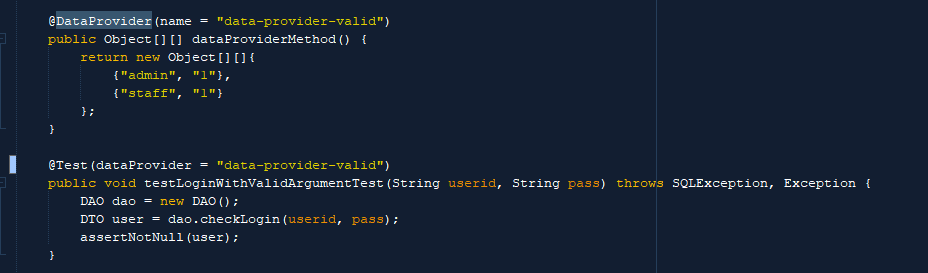 @DataProvider(name = "data-provider-valid")
public Object[][] dataProviderMethod() {
return new Object[][]{
{"admin", "1"},
{"staff", "1"}
};
}
@Test(dataProvider = "data-provider-valid")
public void testLoginWithValidArgumentTest(String userid, String pass) throws SQLException, Exception {
DAO dao = new DAO();
DTO user = dao.checkLogin(userid, pass);
assertNotNull(user);
}